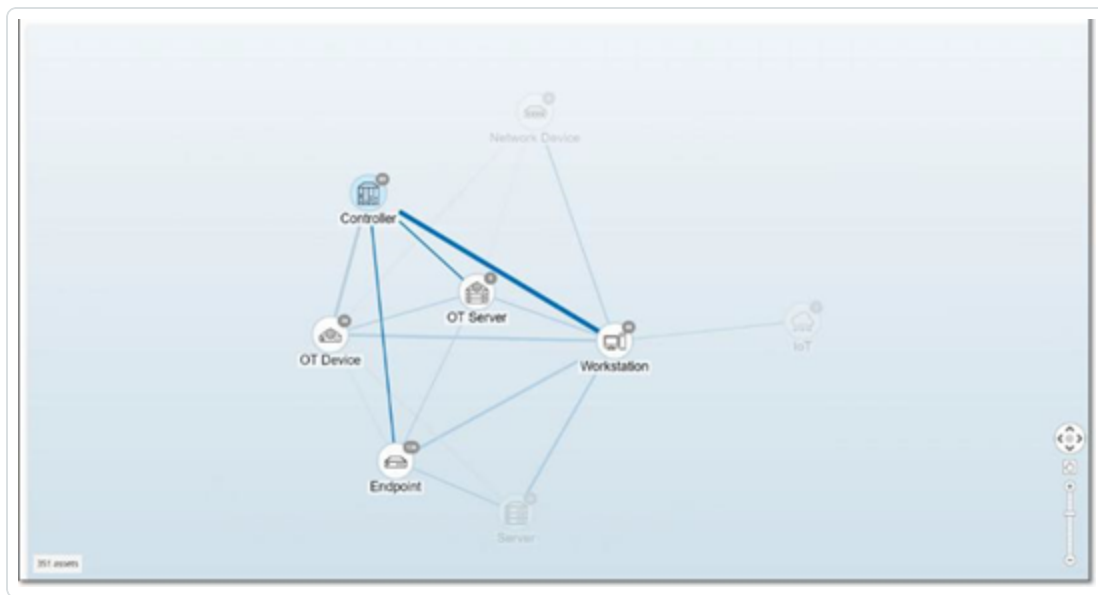 Network Device
Controller
OT Server
IoT
OT Device
Workstation
Endpoint
Server
351 assets